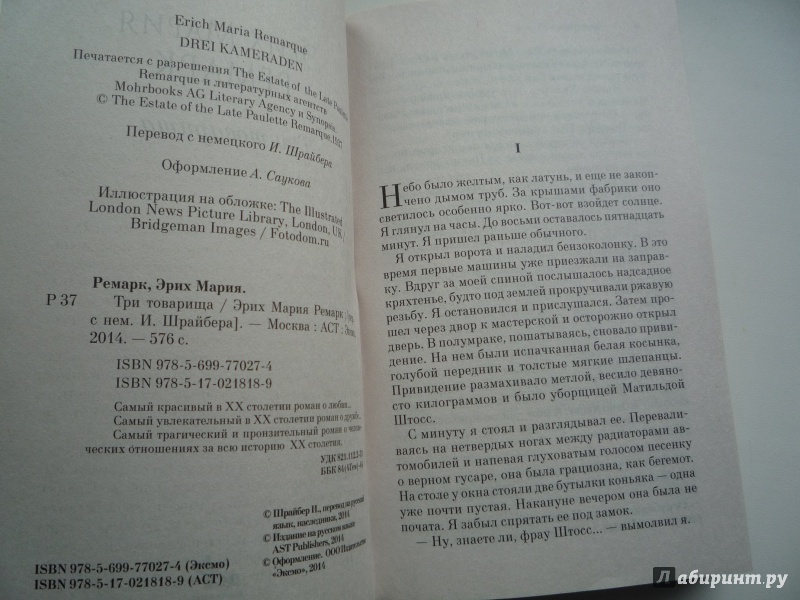 Erich Maria Remarque
DREI KAMERADEN
Печатается с разрешения The Estate of the Late Paulette
Remarque и литературных агентств
Mohrbooks AG Literary Agency и Synopsis.
© The Estate of the Late Paulette Remarque,
Перевод с немецкого И. Шрайбера
Оформление А. Саукова
Иллюстрация на обложке: The Illustrated
London News Picture Library, London, UK /
Bridgeman Images / Fotodom.ru
Ремарк, Эрих Мария.
Р 37 Три товарища / Эрих Мария Ремарк ; [пер.
с нем. И. Шрайбера]. — Москва : АСТ : Эксмо,
2014. — 576 с.
ISBN 978-5-699-77027-4
ISBN 978-5-17-021818-9
Самый красивый в XX столетии роман о любви...
Самый увлекательный в XX столетии роман о дружбе...
Самый трагический и пронзительный роман о челове-
ческих отношениях за всю историю XX столетия.
УДК 821.112.2-31
ББК 84(4Гем)-44
© Шрайбер И., перевод на русский
язык, наследники, 2014
© Издание на русском языке
AST Publishers, 2014
© Оформление. ООО «Издательство
«Эксмо», 2014
ISBN 978-5-699-77027-4 (Эксмо)
ISBN 978-5-17-021818-9 (АСТ)
I
Небо было желтым, как латунь, и еще не закоп-
чено дымом труб. За крышами фабрики оно
светилось особенно ярко. Вот-вот взойдет солнце.
Я глянул на часы. До восьми оставалось пятнадцать
минут. Я пришел раньше обычного.
Я открыл ворота и наладил бензоколонку. В это
время первые машины уже приезжали на заправ-
ку. Вдруг за моей спиной послышалось надсадное
кряхтенье, будто под землей прокручивали ржавую
резьбу. Я остановился и прислушался. Затем про-
шел через двор к мастерской и осторожно открыл
дверь. В полумраке, пошатываясь, сновало приви-
дение. На нем были испачканная белая косынка,
голубой передник и толстые мягкие шлепанцы.
Привидение размахивало метлой, весило девяно-
сто килограммов и было уборщицей Матильдой
Штосс.
С минуту я стоял и разглядывал ее. Перевали-
ваясь на нетвердых ногах между радиаторами ав-
томобилей и напевая глуховатым голосом песенку
о верном гусаре, она была грациозна, как бегемот.
На столе у окна стояли две бутылки коньяка — одна
уже почти пустая. Накануне вечером она была не
почата. Я забыл спрятать ее под замок.
— Ну, знаете ли, фрау Штосс... — вымолвил я.
Лабиринт.ру